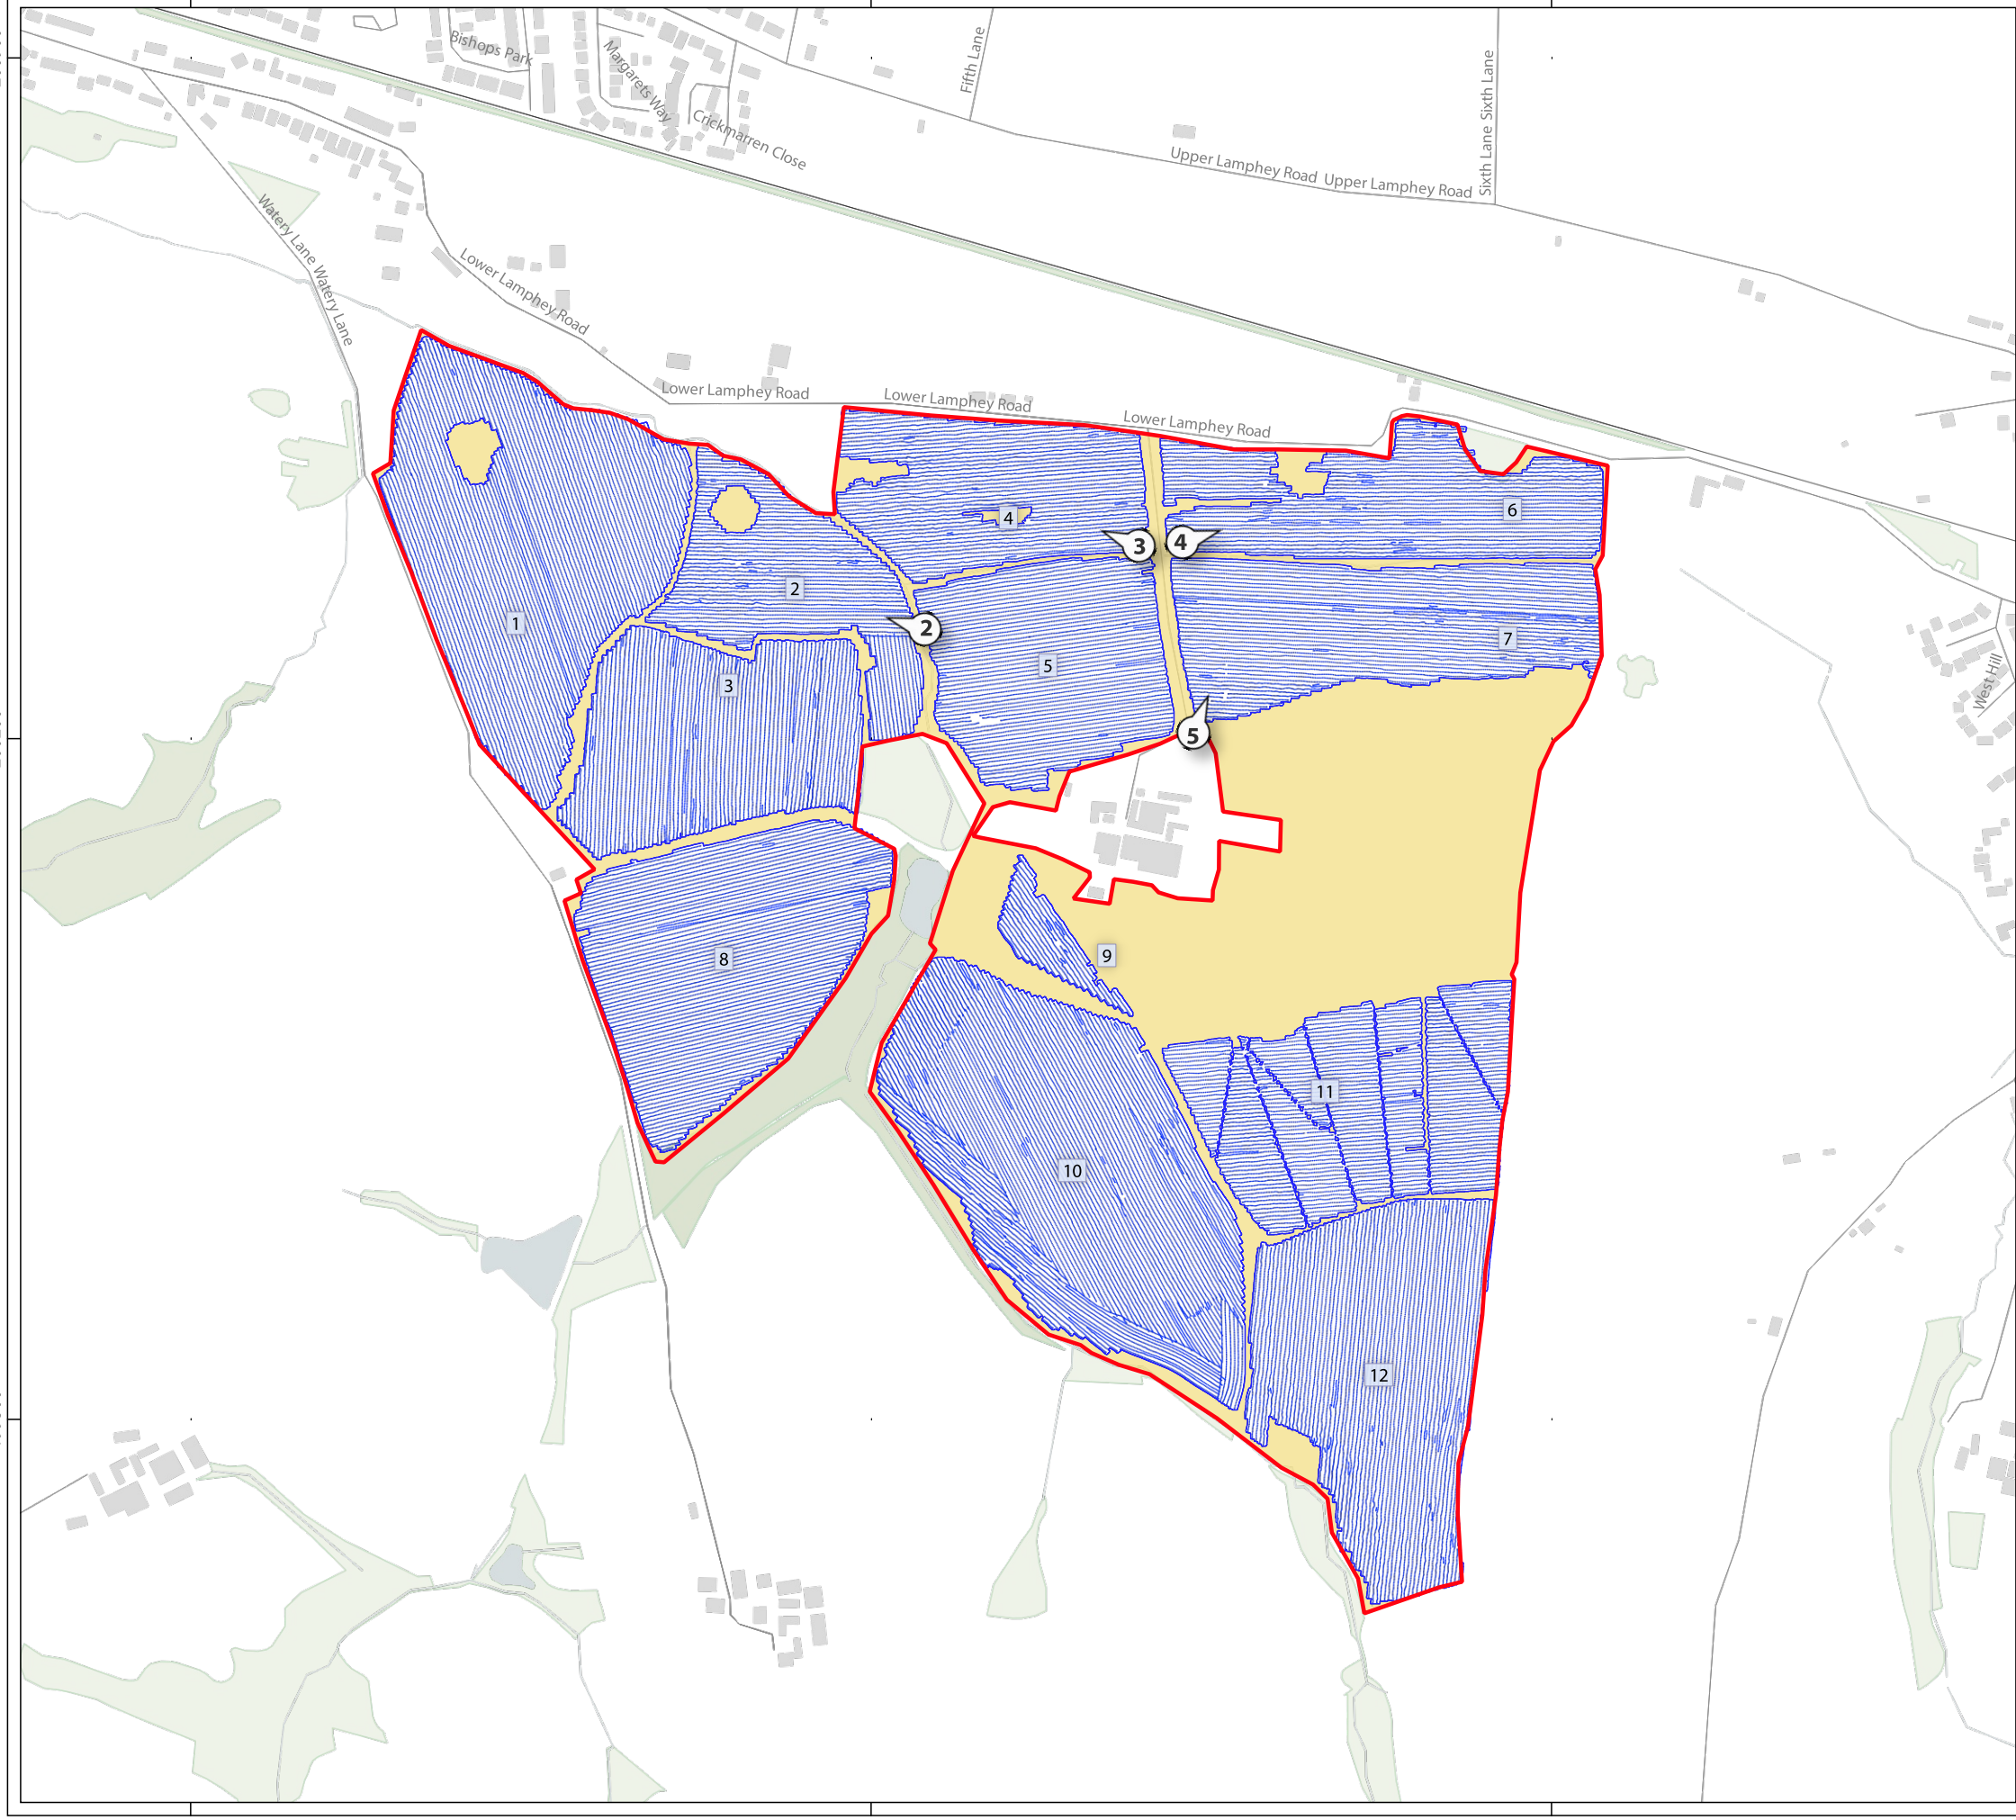 Bishops Park
Margarets Way
Crickmarren Close
Fifth Lane
Sixth Lane Sixth Lane
Upper Lamphey Road Upper Lamphey Road
Watery Lane Watery Lane
Lower Lamphey Road
Lower Lamphey Road
Lower Lamphey Road
Lower Lamphey Road
4
6
3
4
2
1
2
7
5
3
West Hill
5
9
8
11
10
12